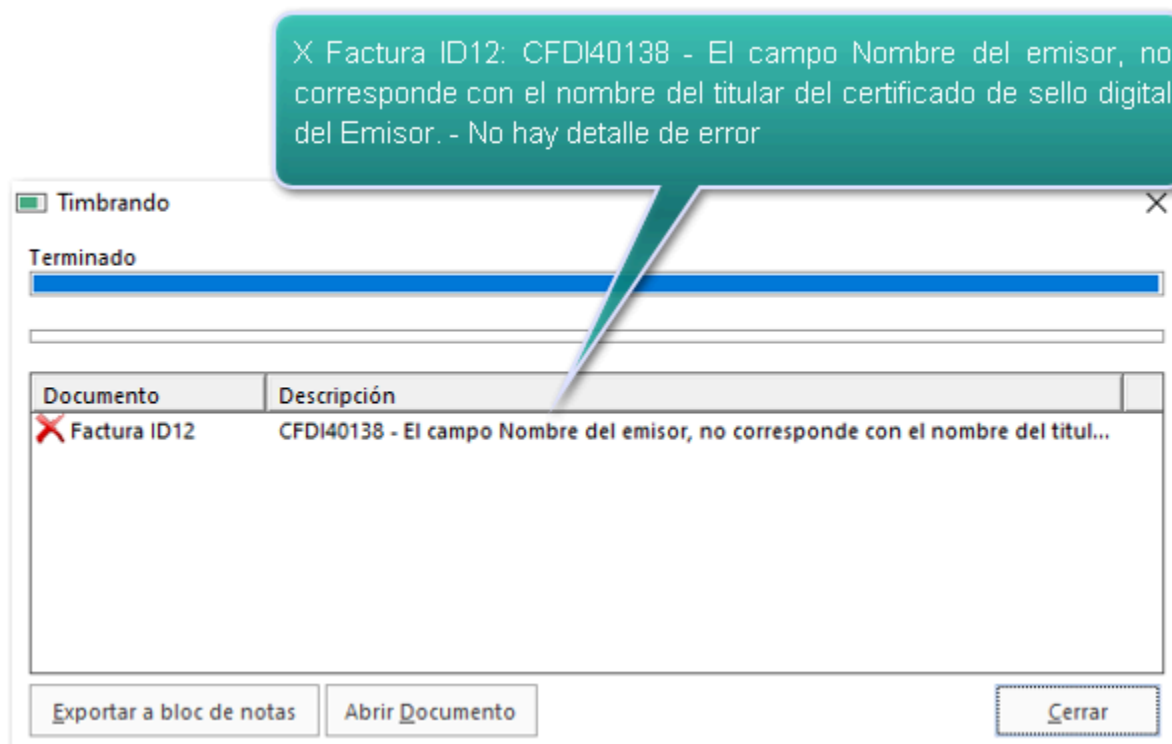 X Factura ID12: CFDI40138 - El campo Nombre del emisor, no
corresponde con el nombre del titular del certificado de sello digital
del Emisor. - No hay detalle de error
Timbrando
Terminado
Documento Descripción
Factura ID12 CFDI40138 - El campo Nombre del emisor, no corresponde con el nombre del titul...
Exportar a bloc de notas Abrir Documento Cerrar